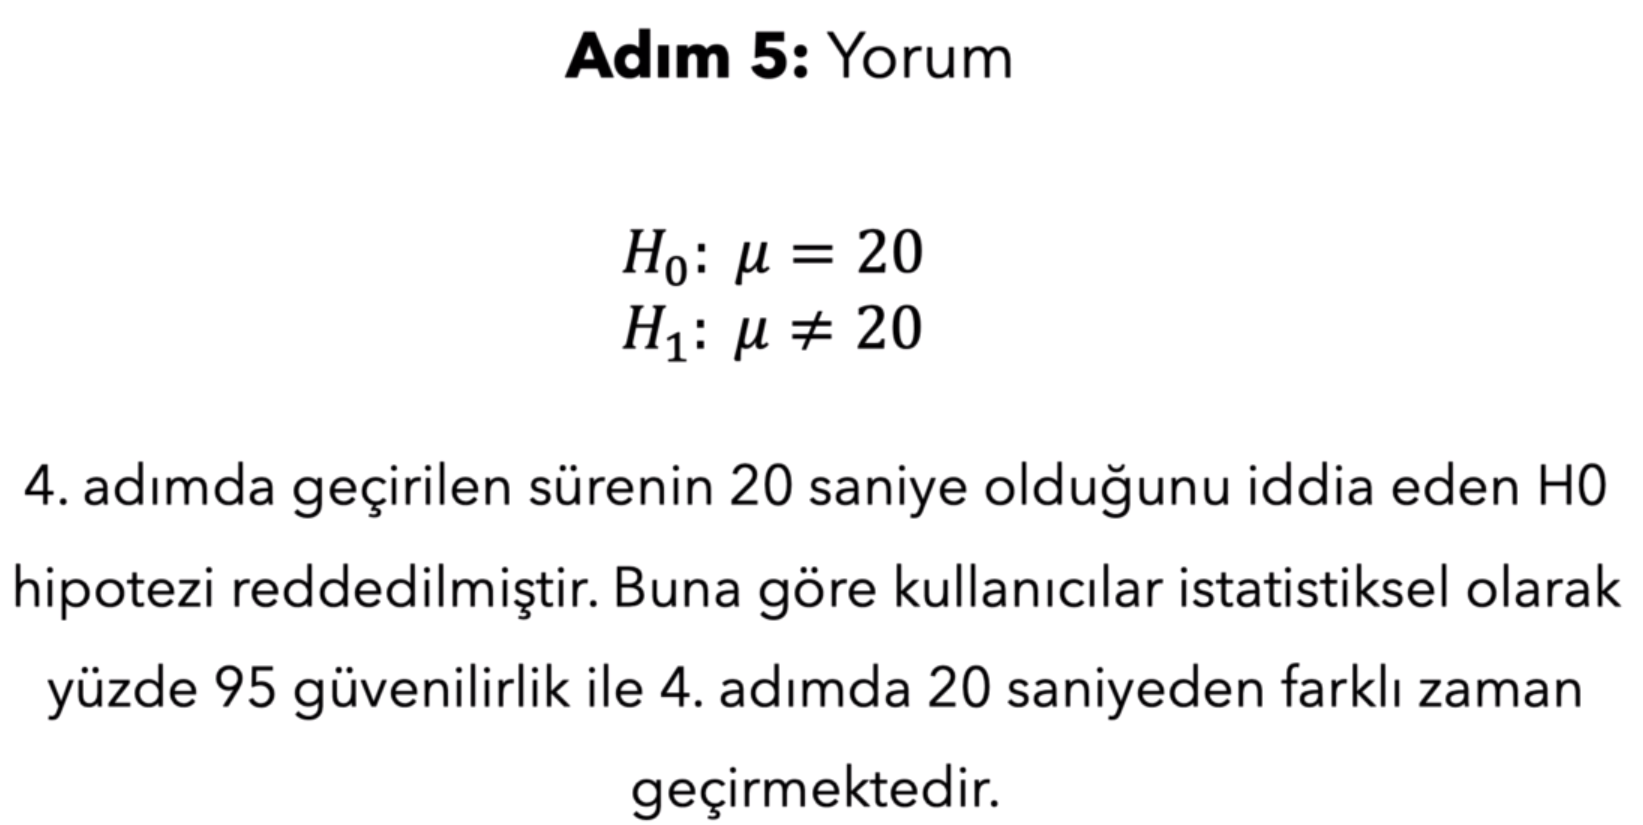 Adım 5: Yorum
H₀: μ = 20
H₁: μ ≠ 20
4. adımda geçirilen sürenin 20 saniye olduğunu iddia eden H0
hipotezi reddedilmiştir. Buna göre kullanıcılar istatistiksel olarak
yüzde 95 güvenilirlik ile 4. adımda 20 saniyeden farklı zaman
geçirmektedir.